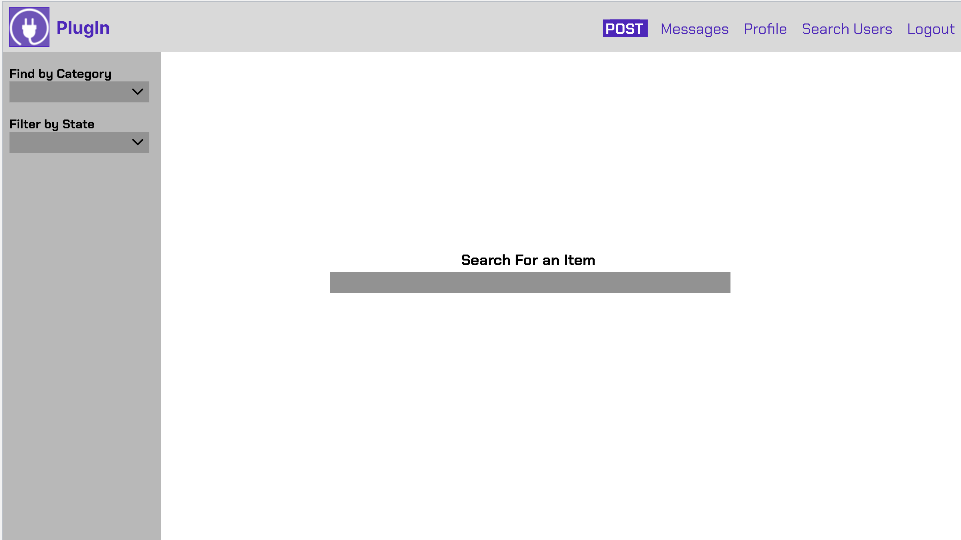 PlugIn
POST Messages Profile Search Users Logout
Find by Category
Filter by State
Search For an Item